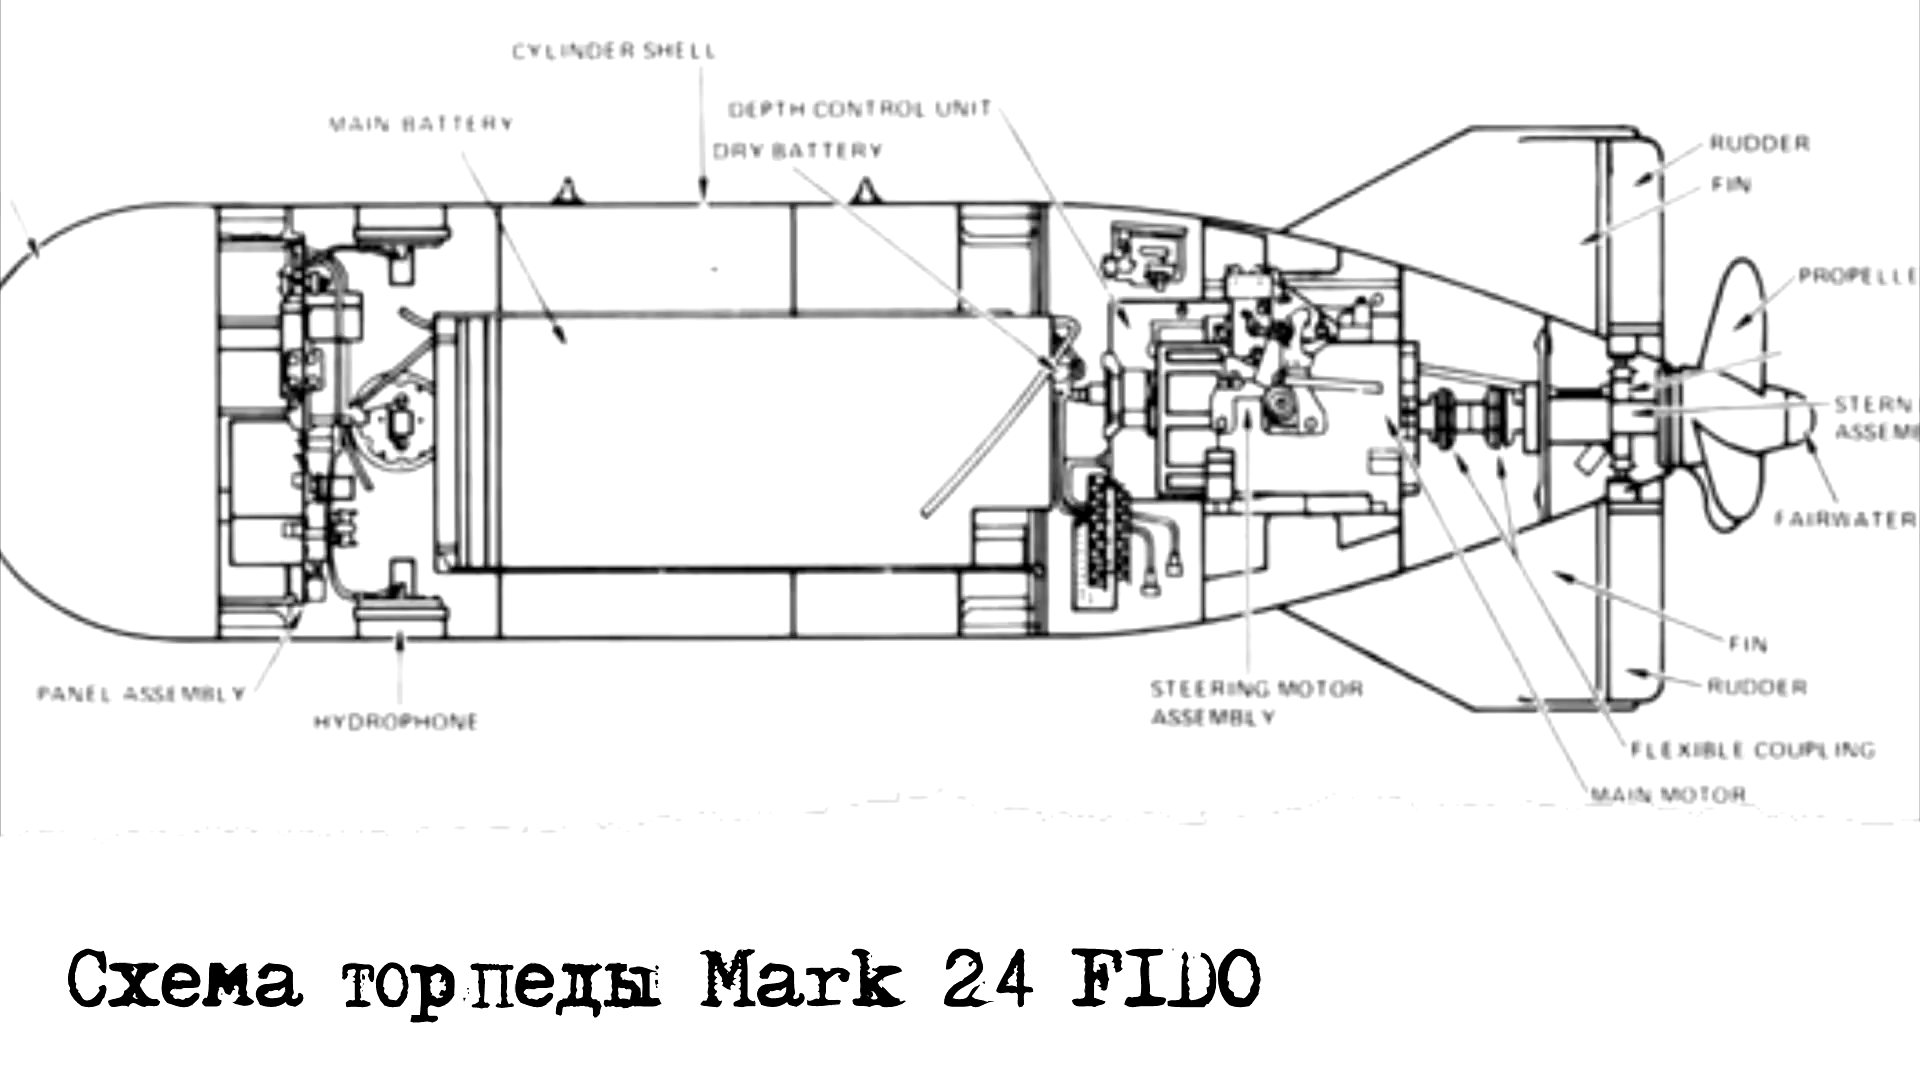 CYLINDER SHELL
DEPTH CONTROL UNIT
MAIN BATTERY
DRY BATTERY
RUDDER
FIN
PROPELLE
STERN
ASSEMB
FAIRWATER
FIN
RUDDER
PANEL ASSEMBLY
HYDROPHONE
STEERING MOTOR
ASSEMBLY
FLEXIBLE COUPLING
MAIN MOTOR
Схема торпеды Mark 24 FIDO